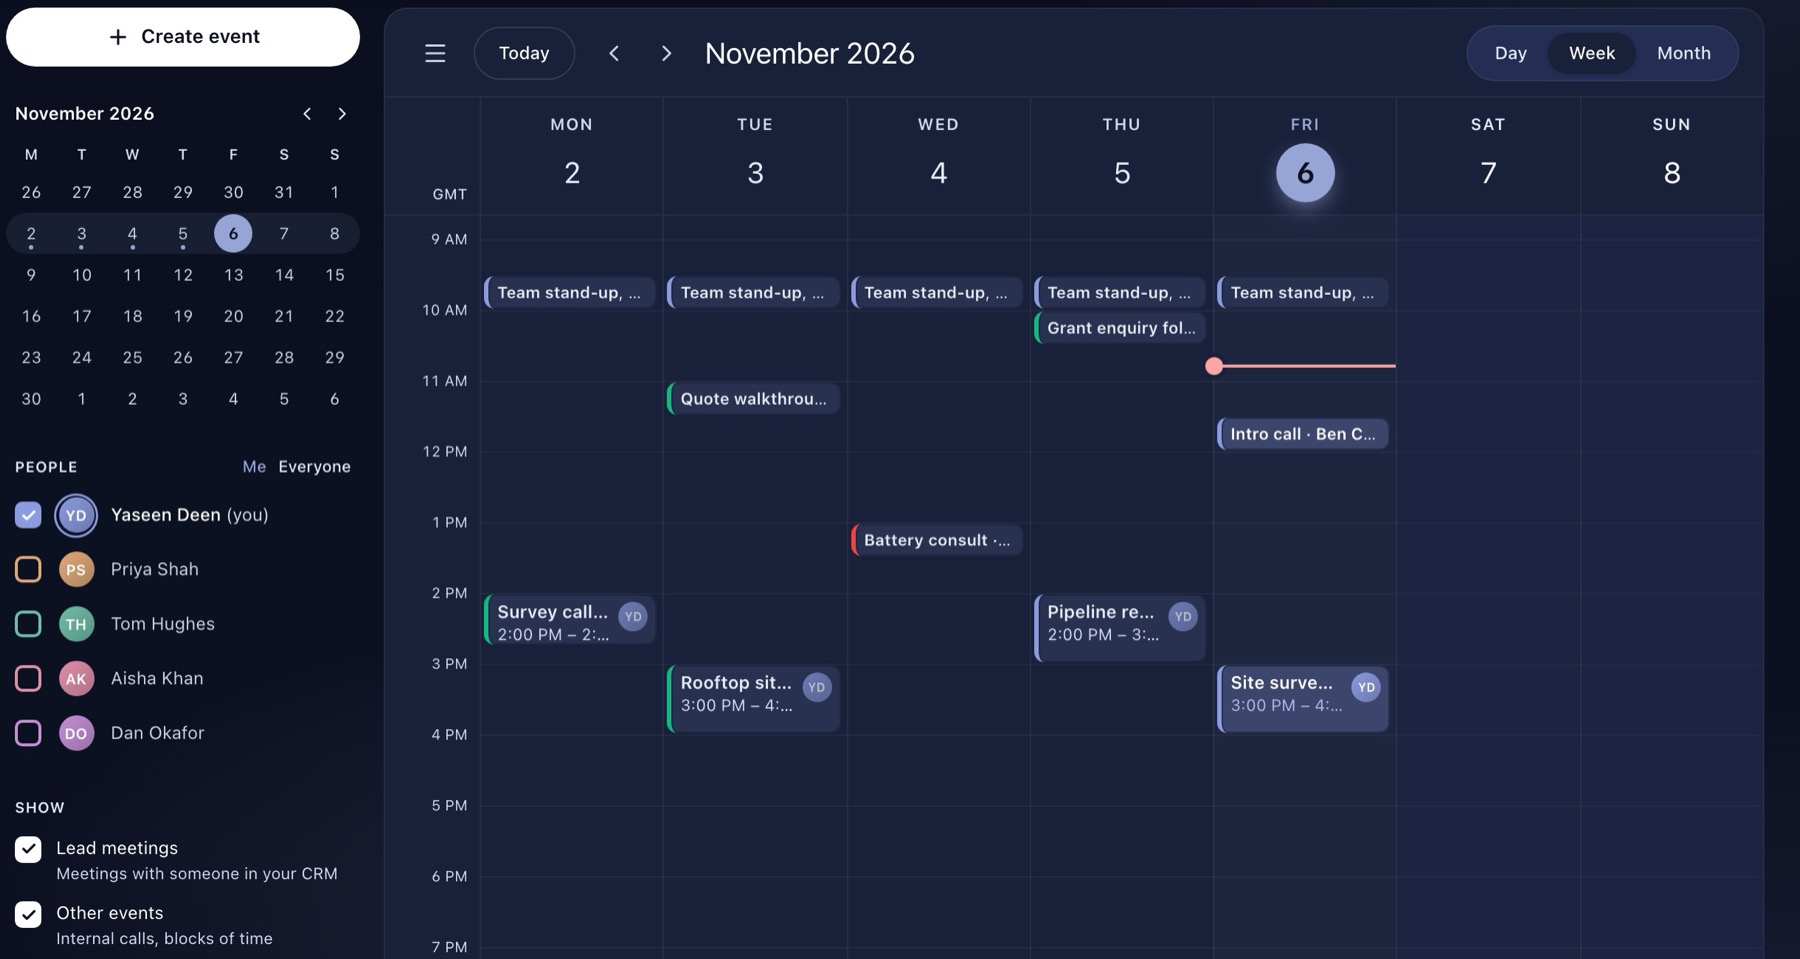 Create event
November 2026
M T W T F S S
26 27 28 29 30 31 1
2 3 4 5 6 7 8
9 10 11 12 13 14 15
16 17 18 19 20 21 22
23 24 25 26 27 28 29
30 1 2 3 4 5 6
PEOPLE Me Everyone
YD Yaseen Deen (you)
PS Priya Shah
TH Tom Hughes
AK Aisha Khan
DO Dan Okafor
SHOW
Lead meetings
Meetings with someone in your CRM
Other events
Internal calls, blocks of time
Today November 2026 Day Week Month
MON TUE WED THU FRI SAT SUN
2 3 4 5 6 7 8
GMT
9 AM
Team stand-up, ... Team stand-up, ... Team stand-up, ... Team stand-up, ... Team stand-up, ...
10 AM
Grant enquiry fol...
11 AM
Quote walkthrou...
Intro call · Ben C...
12 PM
1 PM
Battery consult ·...
2 PM
Survey call... YD Pipeline re... YD
2:00 PM – 2:... 2:00 PM – 3:...
3 PM
Rooftop sit... YD Site surve... YD
3:00 PM – 4:... 3:00 PM – 4:...
4 PM
5 PM
6 PM
7 PM